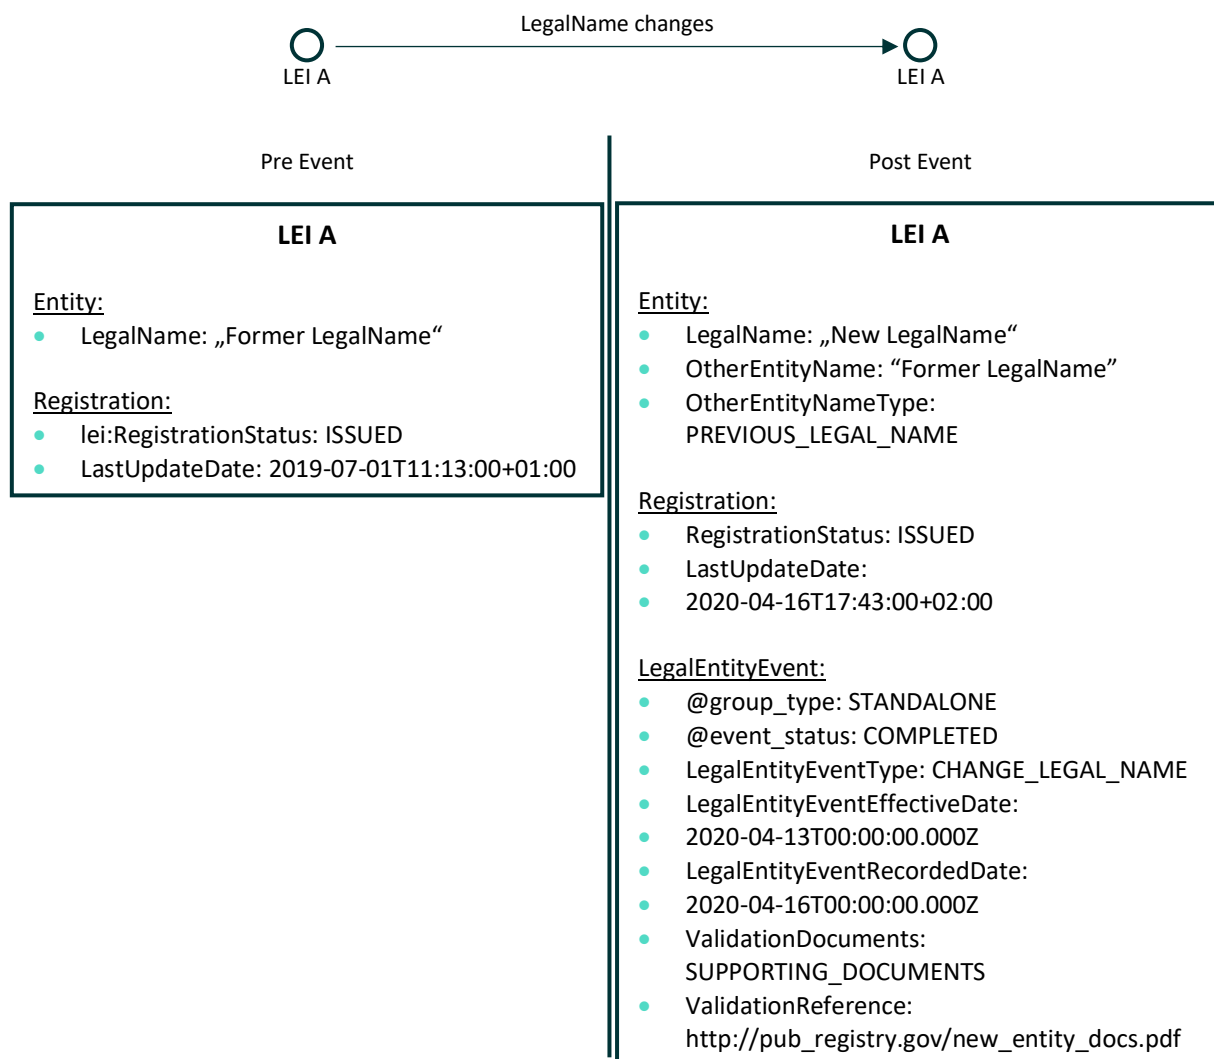 LegalName changes
LEI A
LEI A
Pre Event
Post Event
LEI A
Entity:
• LegalName: „Former LegalName“
Registration:
• lei:RegistrationStatus: ISSUED
• LastUpdateDate: 2019-07-01T11:13:00+01:00
LEI A
Entity:
• LegalName: „New LegalName“
• OtherEntityName: “Former LegalName”
• OtherEntityNameType:
PREVIOUS_LEGAL_NAME
Registration:
• RegistrationStatus: ISSUED
• LastUpdateDate:
• 2020-04-16T17:43:00+02:00
LegalEntityEvent:
• @group_type: STANDALONE
• @event_status: COMPLETED
• LegalEntityEventType: CHANGE_LEGAL_NAME
• LegalEntityEventEffectiveDate:
• 2020-04-13T00:00:00.000Z
• LegalEntityEventRecordedDate:
• 2020-04-16T00:00:00.000Z
• ValidationDocuments:
SUPPORTING_DOCUMENTS
• ValidationReference:
http://pub_registry.gov/new_entity_docs.pdf